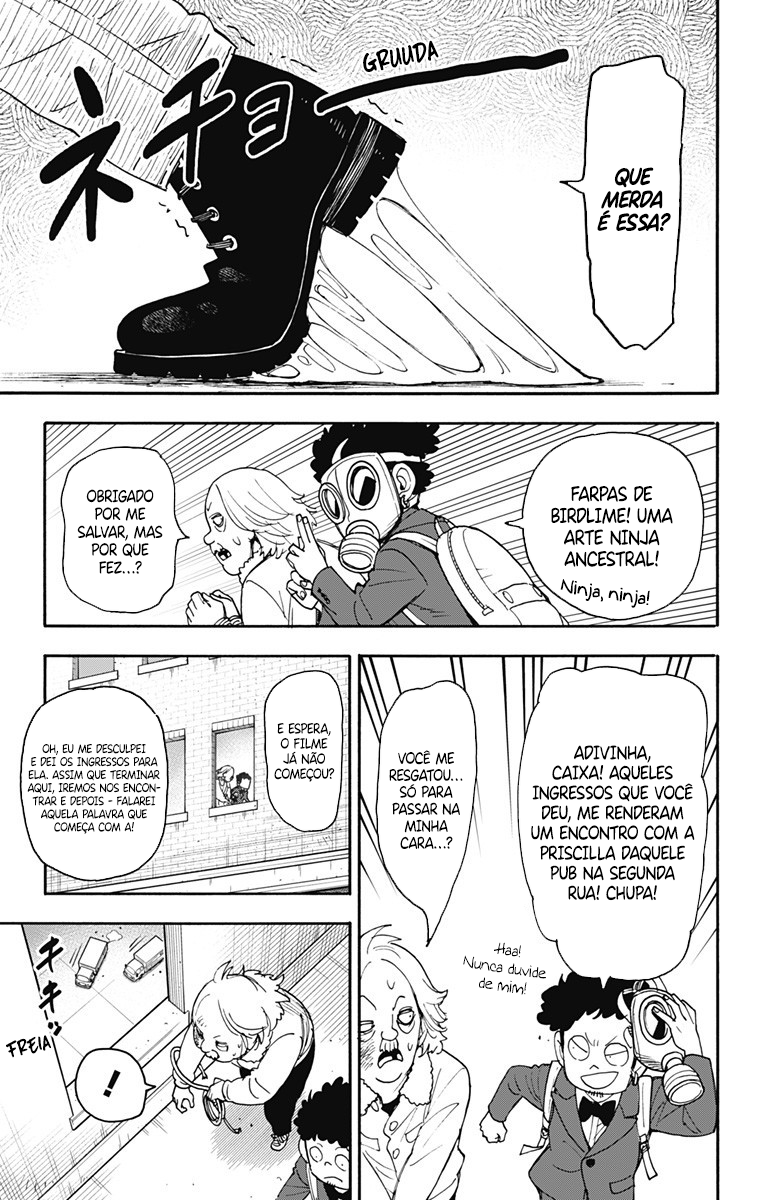 GRUUDA
ネチョー
QUE
MERDA
É ESSA?
FARPAS DE
BIRDLIME! UMA
ARTE NINJA
ANCESTRAL!
Ninja, ninja!
OBRIGADO
POR ME
SALVAR, MAS
POR QUE
FEZ...?
ADIVINHA,
CAIXA! AQUELES
INGRESSOS QUE VOCÊ
DEU, ME RENDERAM
UM ENCONTRO COM A
PRISCILLA DAQUELE
PUB NA SEGUNDA
RUA! CHUPA!
Haa!
Nunca duvide
de mim!
VOCÊ ME
RESGATOU...
SÓ PARA
PASSAR NA
MINHA
CARA...?
E ESPERA,
O FILME
JÁ NÃO
COMEÇOU?
OH, EU ME DESCULPEI
E DEI OS INGRESSOS PARA
ELA. ASSIM QUE TERMINAR
AQUI, IREMOS NOS ENCON-
TRAR E DEPOIS - FALAREI
AQUELA PALAVRA QUE
COMEÇA COM A!
キキーッ
FREIA
!